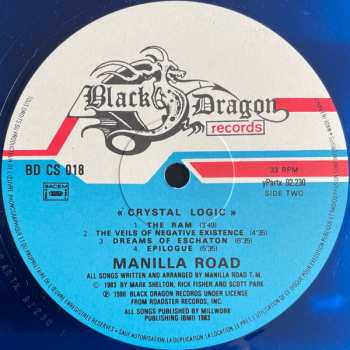 Black Dragon
records
BD CS 018
SACEM
33 RPM
yPartx 92.230
SIDE TWO
« CRYSTAL LOGIC »
1. THE RAM (3'49)
2. THE VEILS OF NEGATIVE EXISTENCE (4'35)
3. DREAMS OF ESCHATON (6'35)
4. EPILOGUE (5'35)
MANILLA ROAD
ALL SONGS WRITTEN AND ARRANGED BY MANILLA ROAD T.M.
© 1983 BY MARK SHELTON, RICK FISHER AND SCOTT PARK
℗ 1986 BLACK DRAGON RECORDS UNDER LICENSE
FROM ROADSTER RECORDS, INC.
ALL SONGS PUBLISHED BY MILLWORK
PUBLISHING (BMI) 1983